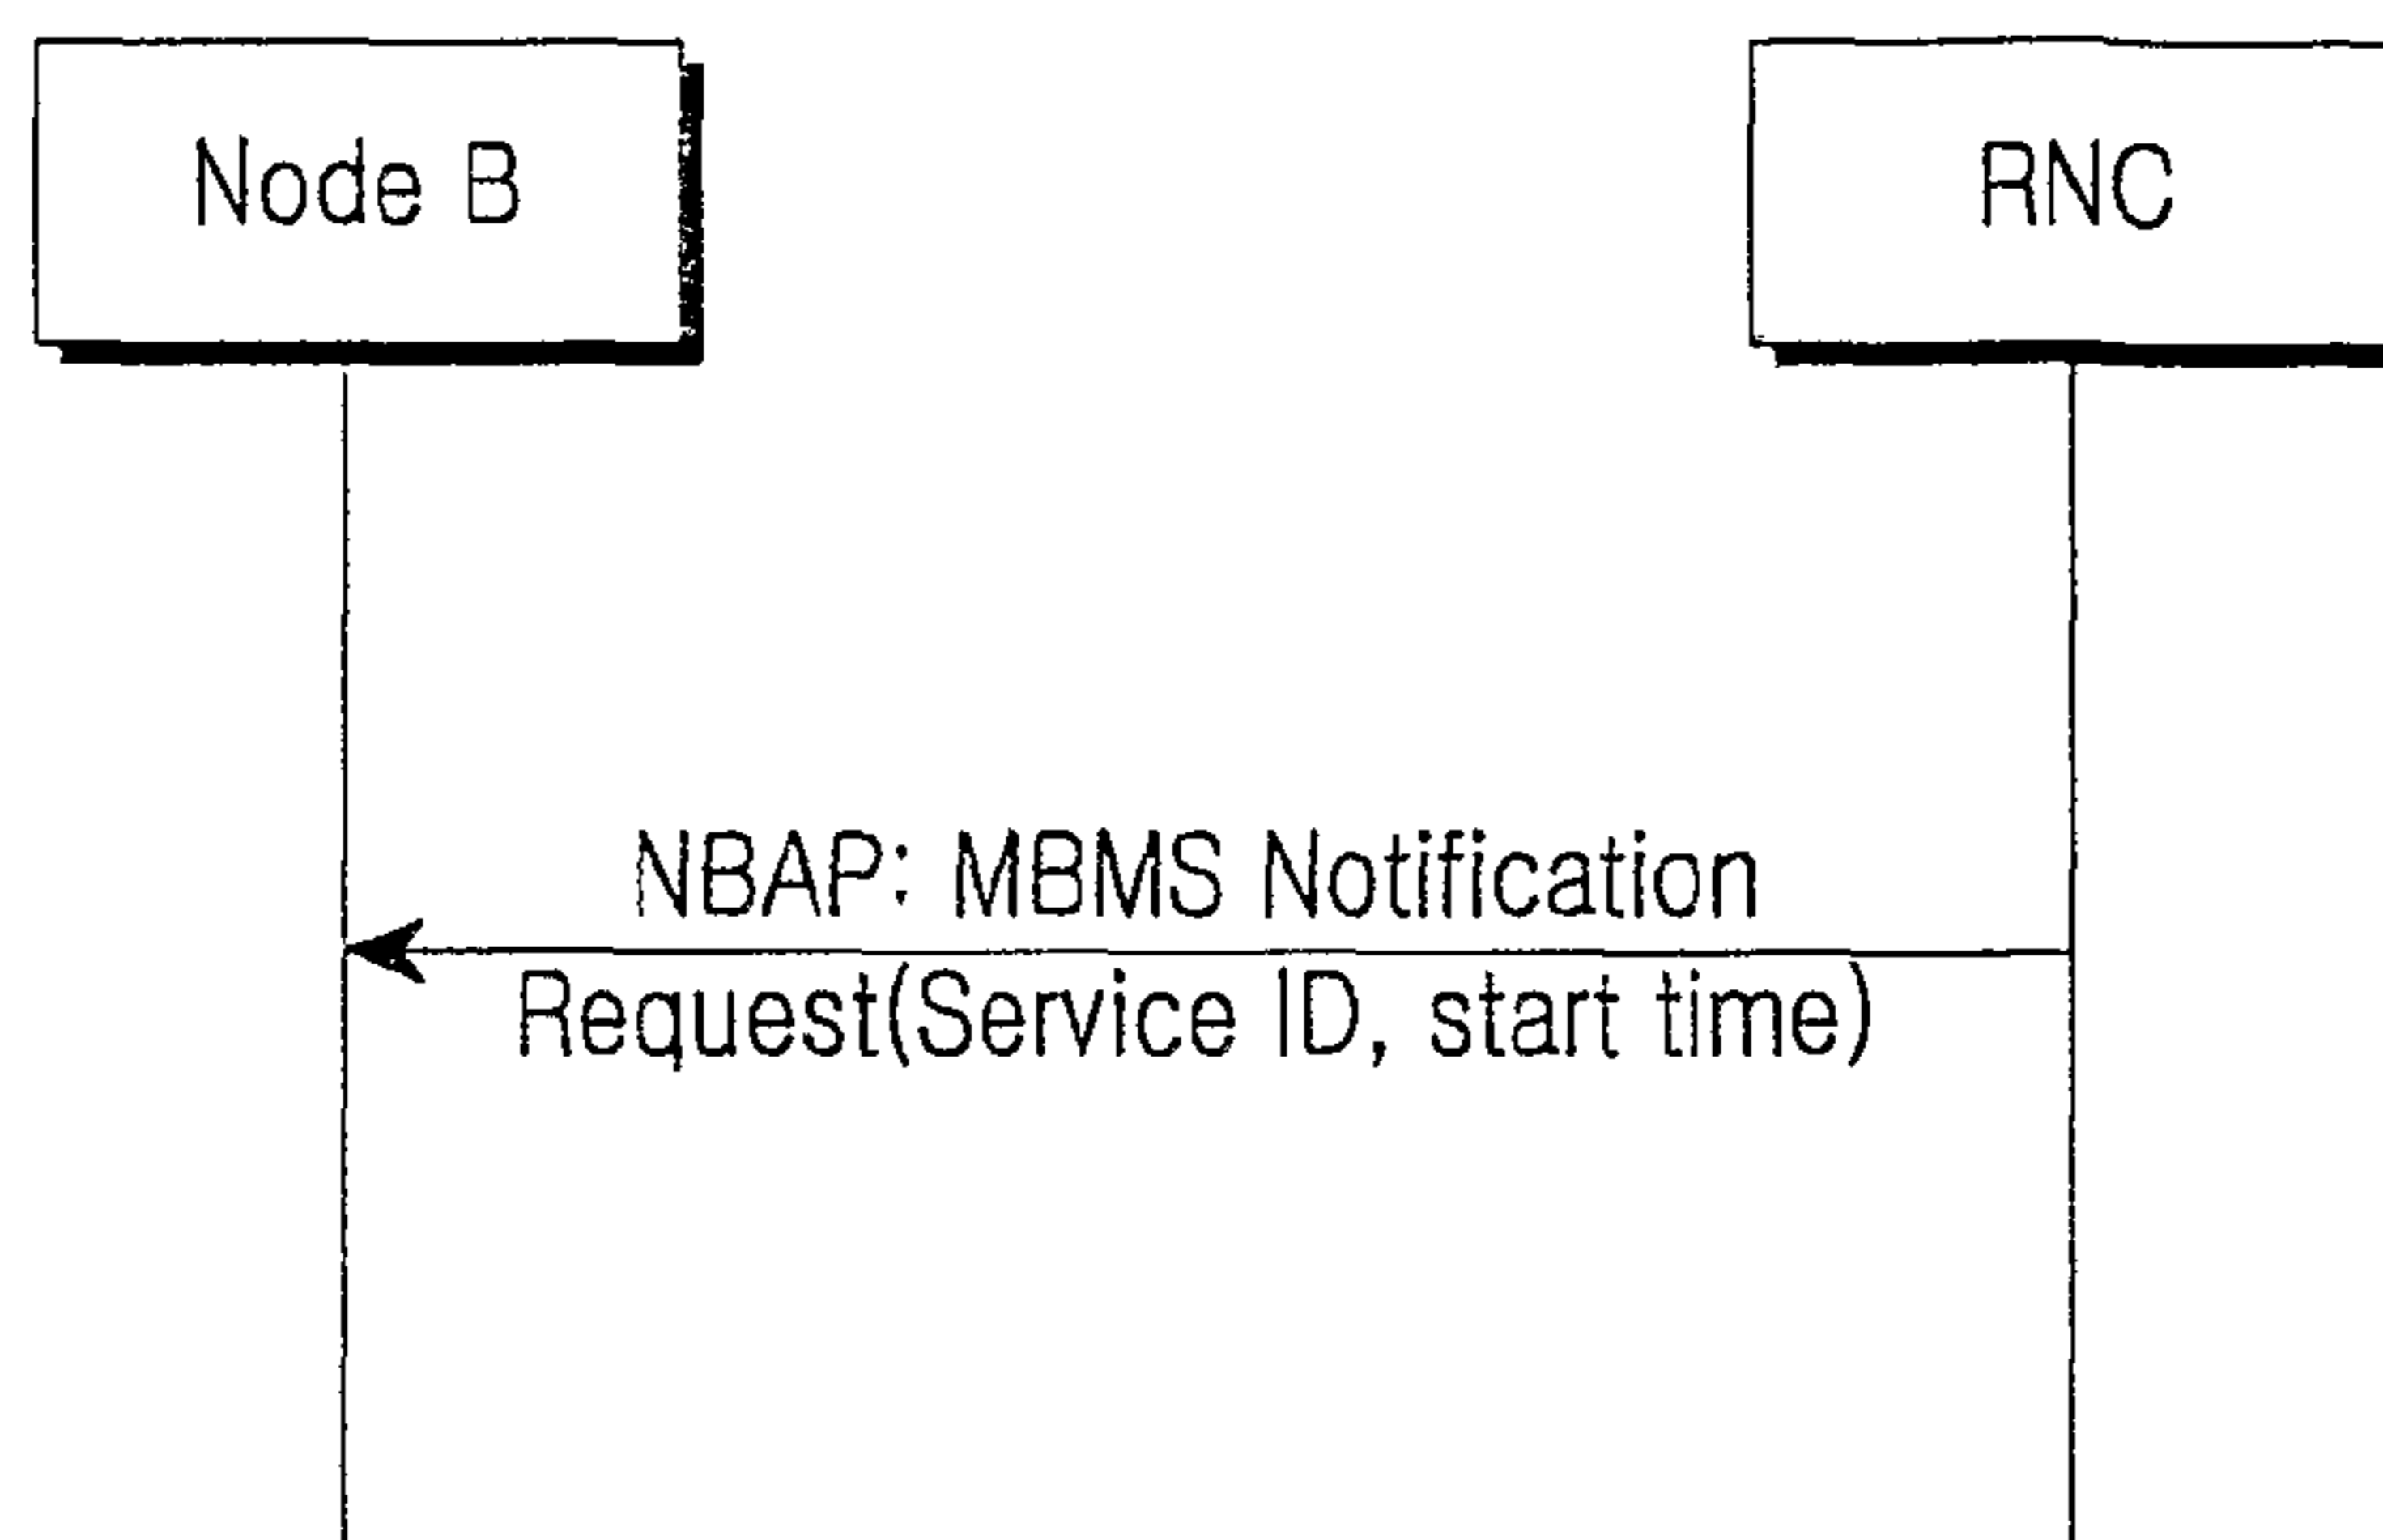 Node B
RNC
NBAP: MBMS Notification
Request(Service ID, start time)